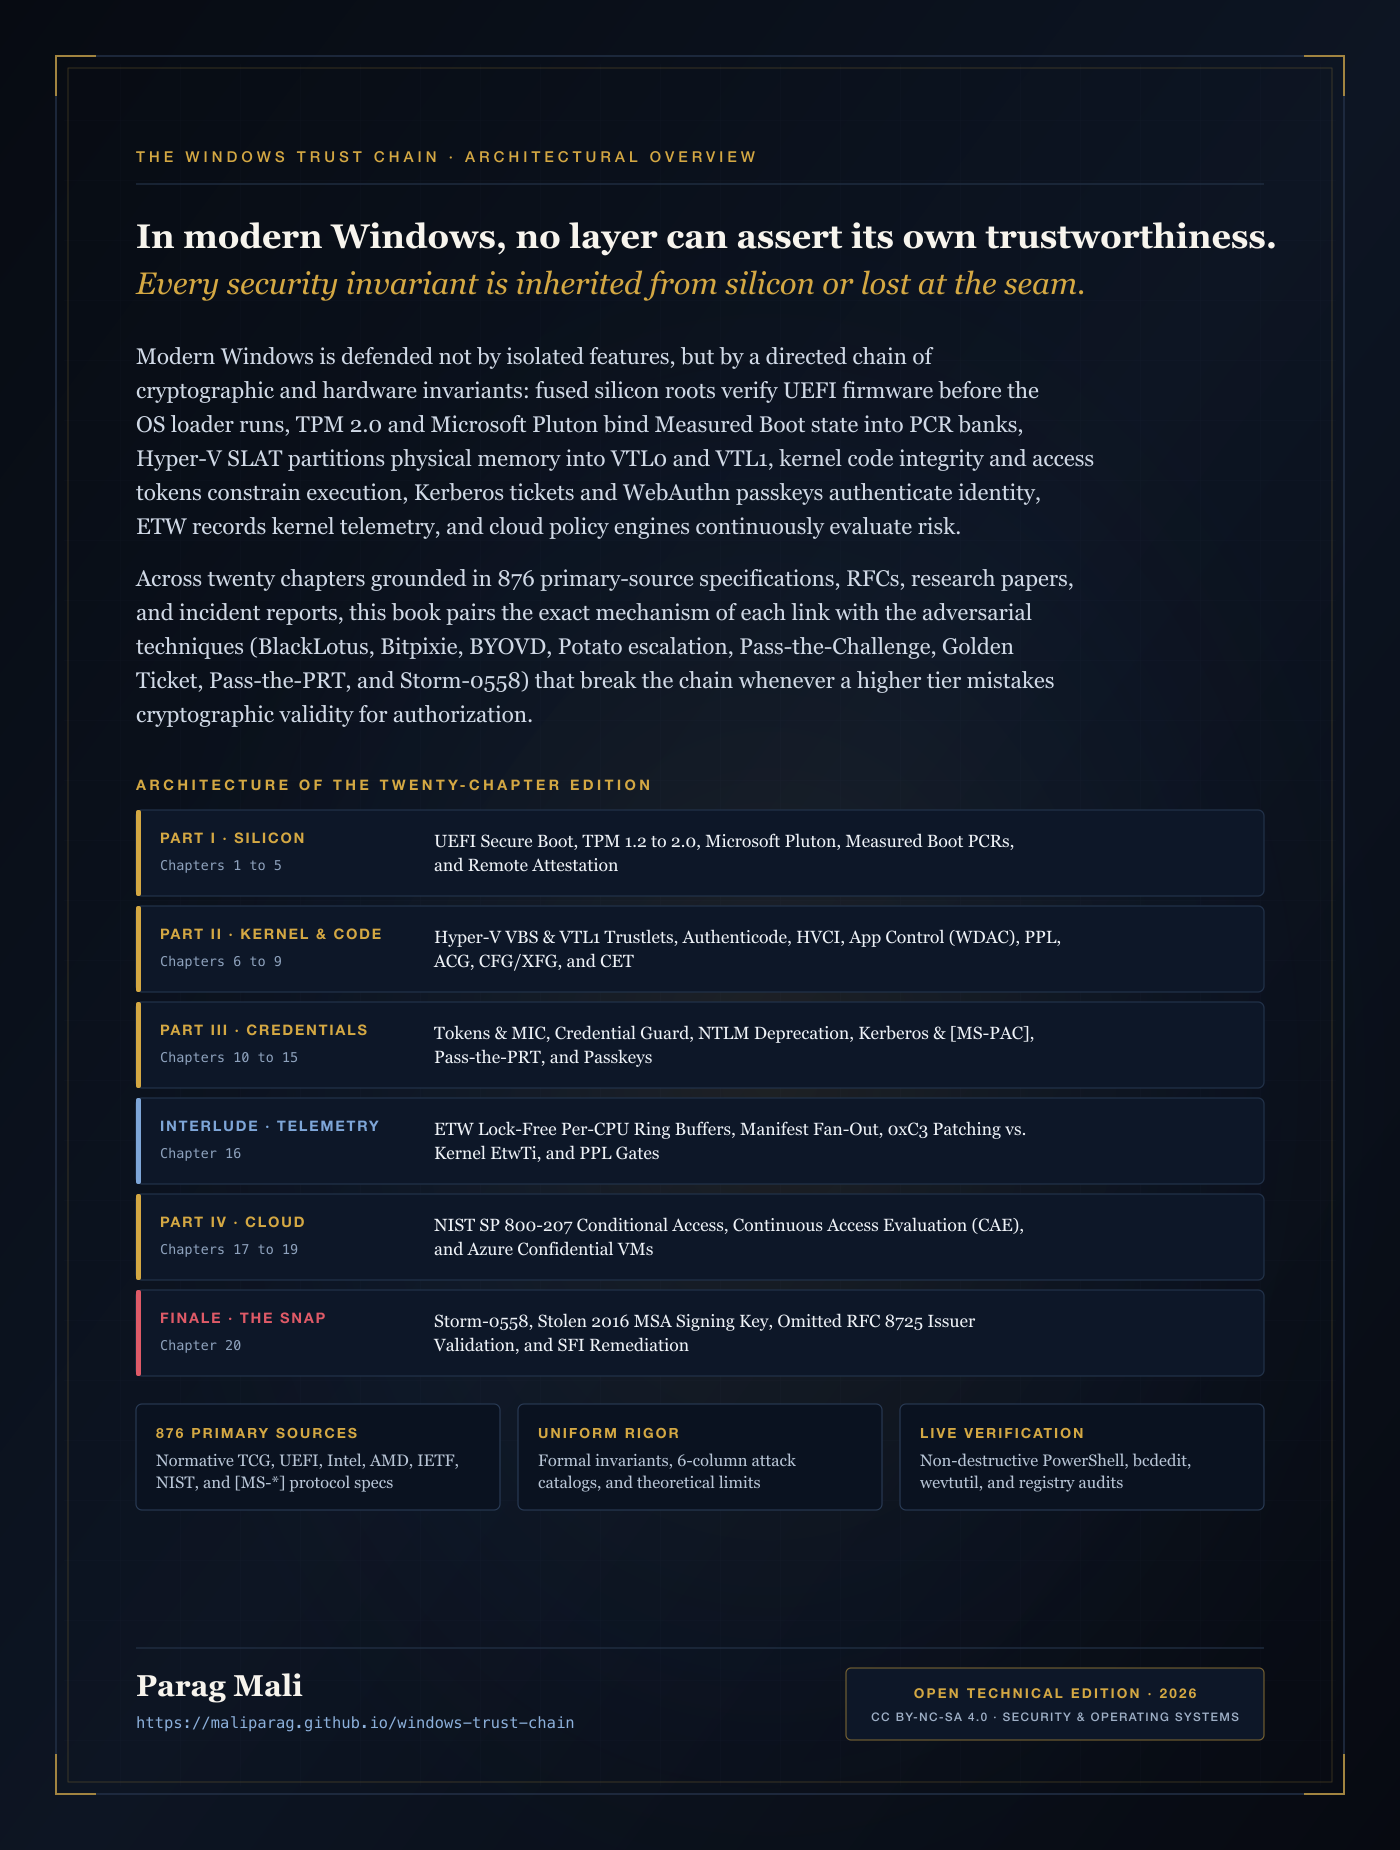 THE WINDOWS TRUST CHAIN · ARCHITECTURAL OVERVIEW
In modern Windows, no layer can assert its own trustworthiness.
Every security invariant is inherited from silicon or lost at the seam.
Modern Windows is defended not by isolated features, but by a directed chain of
cryptographic and hardware invariants: fused silicon roots verify UEFI firmware before the
OS loader runs, TPM 2.0 and Microsoft Pluton bind Measured Boot state into PCR banks,
Hyper-V SLAT partitions physical memory into VTL0 and VTL1, kernel code integrity and access
tokens constrain execution, Kerberos tickets and WebAuthn passkeys authenticate identity,
ETW records kernel telemetry, and cloud policy engines continuously evaluate risk.
Across twenty chapters grounded in 876 primary-source specifications, RFCs, research papers,
and incident reports, this book pairs the exact mechanism of each link with the adversarial
techniques (BlackLotus, Bitpixie, BYOVD, Potato escalation, Pass-the-Challenge, Golden
Ticket, Pass-the-PRT, and Storm-0558) that break the chain whenever a higher tier mistakes
cryptographic validity for authorization.
ARCHITECTURE OF THE TWENTY-CHAPTER EDITION
PART I · SILICON
Chapters 1 to 5
UEFI Secure Boot, TPM 1.2 to 2.0, Microsoft Pluton, Measured Boot PCRs,
and Remote Attestation
PART II · KERNEL & CODE
Chapters 6 to 9
Hyper-V VBS & VTL1 Trustlets, Authenticode, HVCI, App Control (WDAC), PPL,
ACG, CFG/XFG, and CET
PART III · CREDENTIALS
Chapters 10 to 15
Tokens & MIC, Credential Guard, NTLM Deprecation, Kerberos & [MS-PAC],
Pass-the-PRT, and Passkeys
INTERLUDE · TELEMETRY
Chapter 16
ETW Lock-Free Per-CPU Ring Buffers, Manifest Fan-Out, 0xC3 Patching vs.
Kernel EtwTi, and PPL Gates
PART IV · CLOUD
Chapters 17 to 19
NIST SP 800-207 Conditional Access, Continuous Access Evaluation (CAE),
and Azure Confidential VMs
FINALE · THE SNAP
Chapter 20
Storm-0558, Stolen 2016 MSA Signing Key, Omitted RFC 8725 Issuer
Validation, and SFI Remediation
876 PRIMARY SOURCES
Normative TCG, UEFI, Intel, AMD, IETF,
NIST, and [MS-*] protocol specs
UNIFORM RIGOR
Formal invariants, 6-column attack
catalogs, and theoretical limits
LIVE VERIFICATION
Non-destructive PowerShell, bcdedit,
wevtutil, and registry audits
Parag Mali
https://maliparag.github.io/windows-trust-chain
OPEN TECHNICAL EDITION · 2026
CC BY-NC-SA 4.0 · SECURITY & OPERATING SYSTEMS